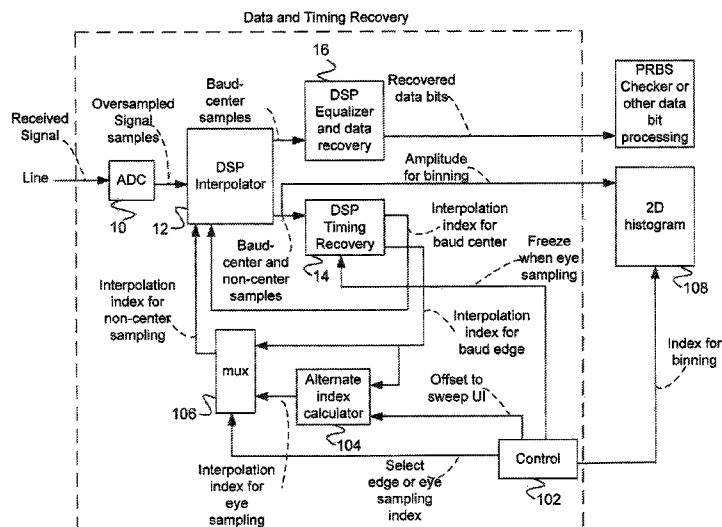 Data and Timing Recovery
16
Received
Signal
Line
Oversampled
Signal
samples
ADC
10
Baud-
center
samples
DSP
Interpolator
12
DSP
Equalizer
and data
recovery
Recovered
data bits
PRBS
Checker or
other data
bit
processing
Amplitude
for binning
2D
histogram
108
DSP
Timing
Recovery
14
Interpolation
index for
baud center
Baud-
center and
non-center
samples
Freeze
when eye
sampling
Interpolation
index for
non-center
sampling
Interpolation
index for
baud edge
Index for
binning
mux
106
Alternate
index
calculator
104
Offset to
sweep UI
Interpolation
index for
eye
sampling
Select
edge or eye
sampling
index
Control
102